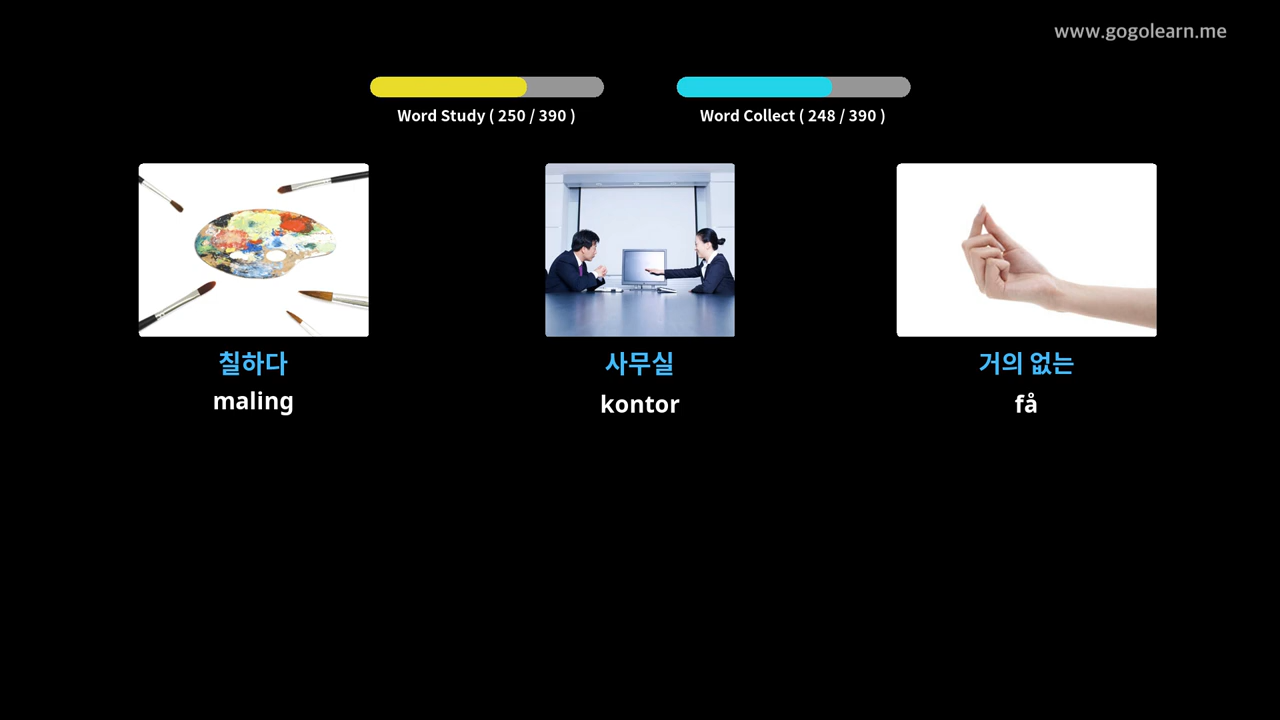 www.gogolearn.me
Word Study ( 250 / 390 )
Word Collect ( 248 / 390 )
칠하다
maling
사무실
kontor
거의 없는
få